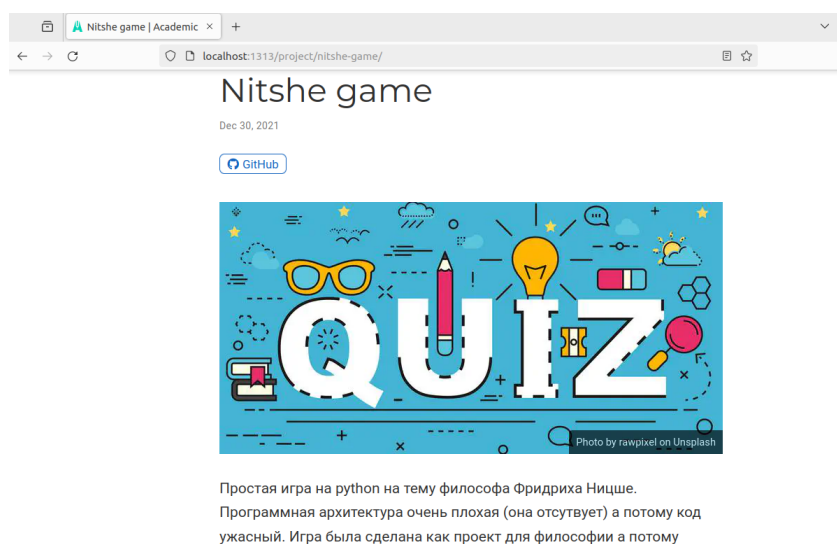 Nitshe game | Academic
localhost:1313/project/nitshe-game/
Nitshe game
Dec 30, 2021
GitHub
QUIZ
Photo by rawpixel on Unsplash
Простая игра на python на тему философа Фридриха Ницше.
Программная архитектура очень плохая (она отсутвует) а потому код
ужасный. Игра была сделана как проект для философии а потому